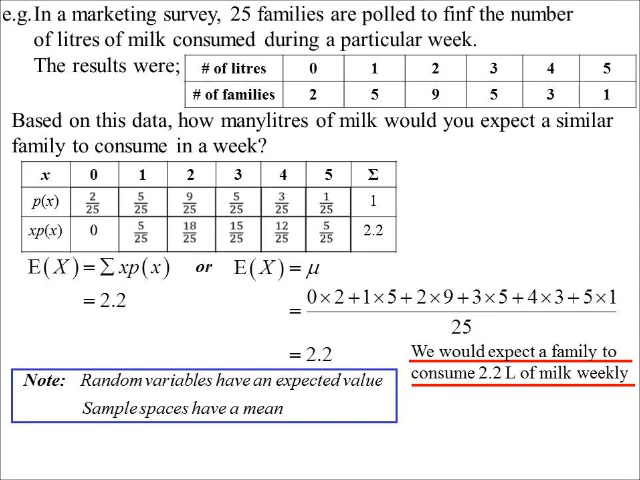 e.g. In a marketing survey, 25 families are polled to finf the number
of litres of milk consumed during a particular week.
The results were;
# of litres 0 1 2 3 4 5
# of families 2 5 9 5 3 1
Based on this data, how manylitres of milk would you expect a similar
family to consume in a week?
x 0 1 2 3 4 5 Σ
p(x) 2/25 5/25 9/25 5/25 3/25 1/25 1
xp(x) 0 5/25 18/25 15/25 12/25 5/25 2.2
E(X) = Σ xp(x) or E(X) = μ
= 2.2
= 0×2+1×5+2×9+3×5+4×3+5×1
25
= 2.2
We would expect a family to
consume 2.2 L of milk weekly
Note: Random variables have an expected value
Sample spaces have a mean